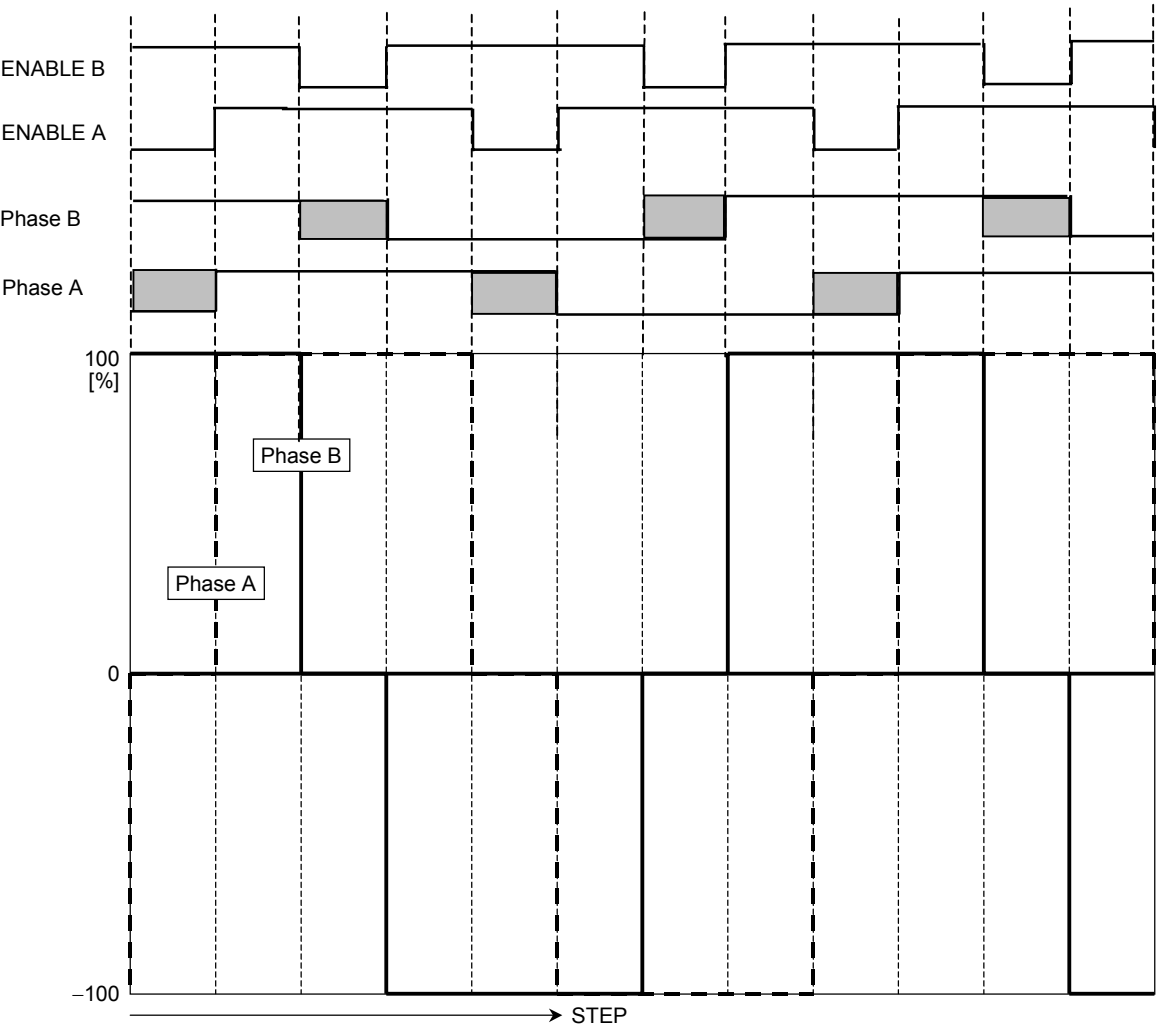 ENABLE B
ENABLE A
Phase B
Phase A
100
[%]
Phase B
Phase A
0
−100
STEP